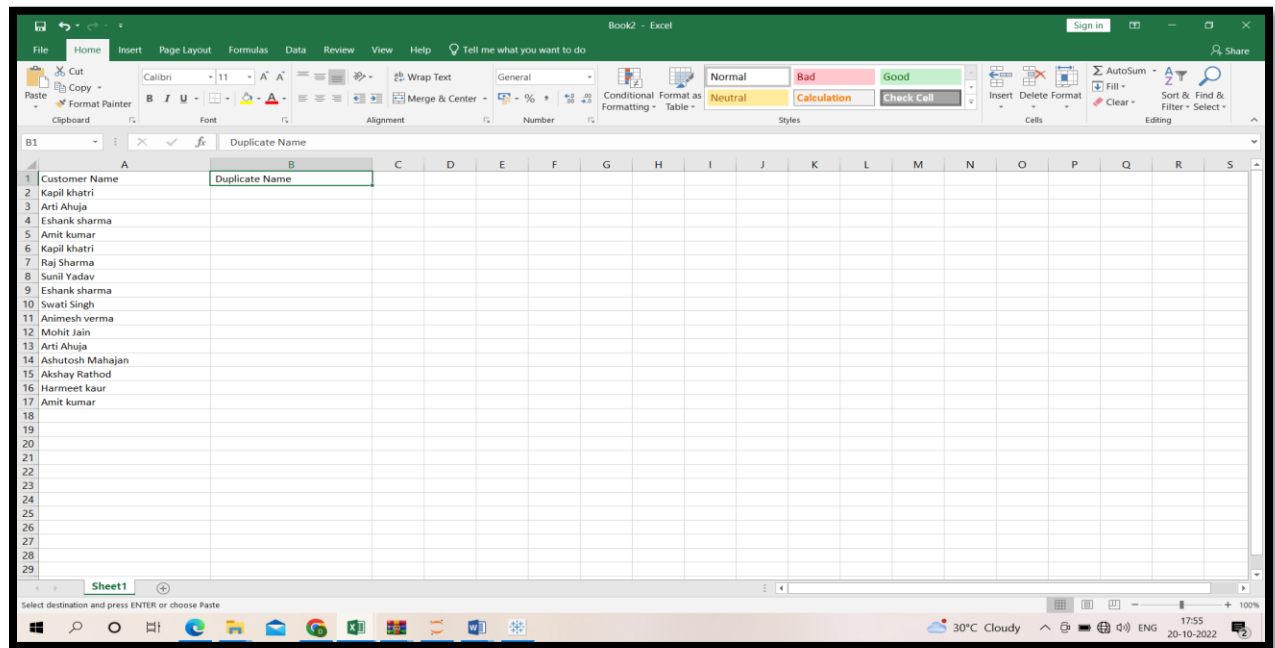 Book2 - Excel
Sign in
File Home Insert Page Layout Formulas Data Review View Help Tell me what you want to do Share
Paste
Cut
Copy
Format Painter
Clipboard
Calibri 11
B I U
Font
Wrap Text
Merge & Center
Alignment
General
% ,
Number
Conditional Formatting
Format as Table
Normal Bad Good
Neutral Calculation Check Cell
Styles
Insert Delete Format
Cells
AutoSum
Fill
Clear
Sort & Filter
Find & Select
Editing
B1 fx Duplicate Name
A B C D E F G H I J K L M N O P Q R S
1 Customer Name Duplicate Name
2 Kapil khatri
3 Arti Ahuja
4 Eshank sharma
5 Amit kumar
6 Kapil khatri
7 Raj Sharma
8 Sunil Yadav
9 Eshank sharma
10 Swati Singh
11 Animesh verma
12 Mohit Jain
13 Arti Ahuja
14 Ashutosh Mahajan
15 Akshay Rathod
16 Harmeet kaur
17 Amit kumar
18
19
20
21
22
23
24
25
26
27
28
29
Sheet1
Select destination and press ENTER or choose Paste
100%
30°C Cloudy ENG 17:55
20-10-2022
2